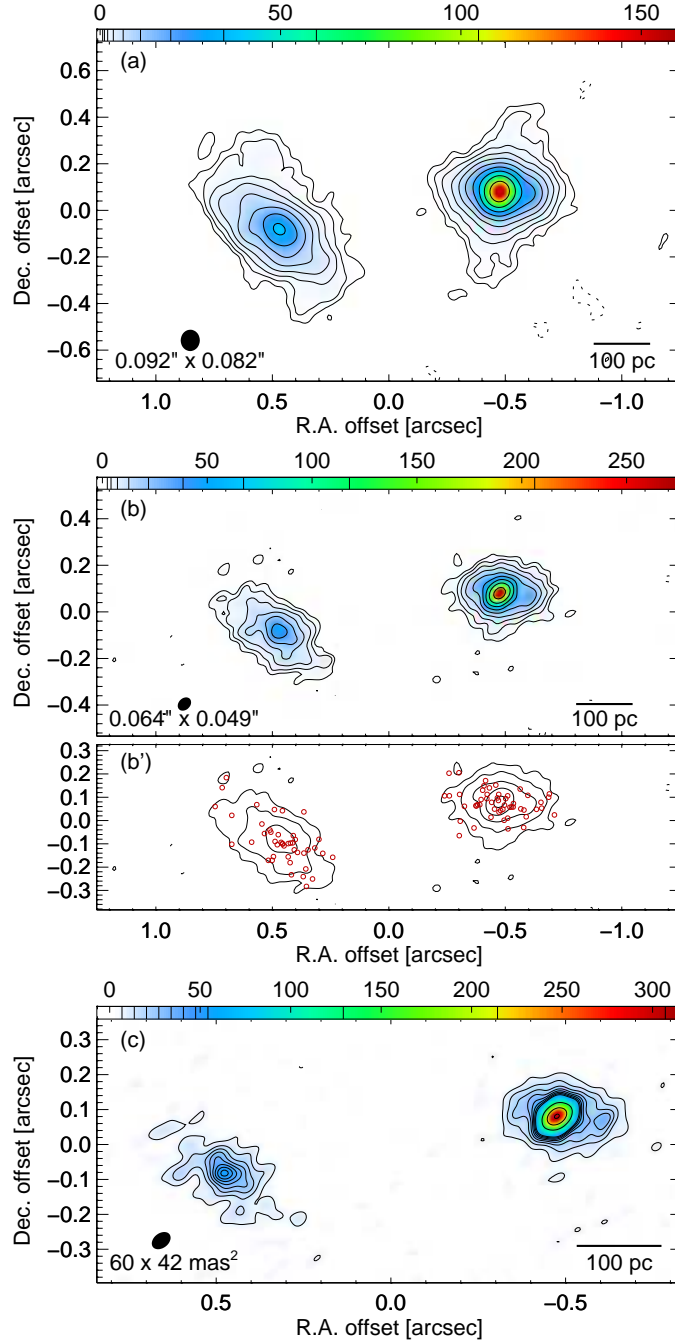 0 50 100 150
(a)
0.6
0.4
0.2
0.0
−0.2
−0.4
−0.6
Dec. offset [arcsec]
0.092" x 0.082"
100 pc
1.0 0.5 0.0 −0.5 −1.0
R.A. offset [arcsec]
0 50 100 150 200 250
(b)
0.4
0.2
0.0
−0.2
−0.4
Dec. offset [arcsec]
0.064" x 0.049"
100 pc
(b')
0.3
0.2
0.1
0.0
−0.1
−0.2
−0.3
1.0 0.5 0.0 −0.5 −1.0
R.A. offset [arcsec]
0 50 100 150 200 250 300
(c)
0.3
0.2
0.1
0.0
−0.1
−0.2
−0.3
Dec. offset [arcsec]
60 x 42 mas²
100 pc
0.5 0.0 −0.5
R.A. offset [arcsec]